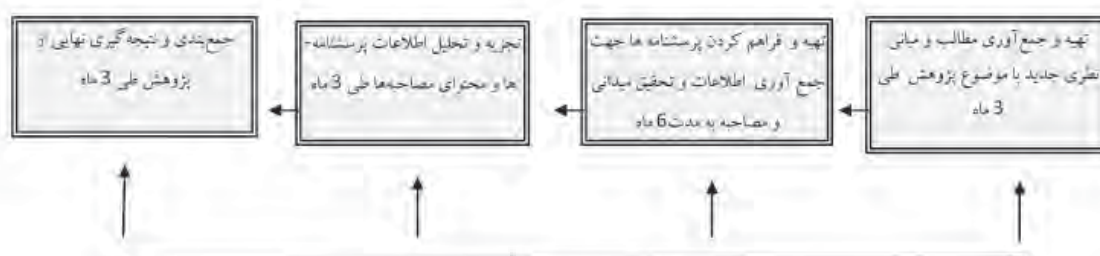 تهیه و جمع آوری مطالب و مبانی
نظری جدید با موضوع پژوهش طی
3 ماه
تهیه و فراهم کردن پرسشنامه ها جهت
جمع آوری اطلاعات و تحقیق میدانی
و مصاحبه به مدت 6 ماه
تجزیه و تحلیل اطلاعات پرسشنامه-
ها و محتوای مصاحبه‌ها طی 3 ماه
جمع‌بندی و نتیجه گیری نهایی از
پژوهش طی 3 ماه